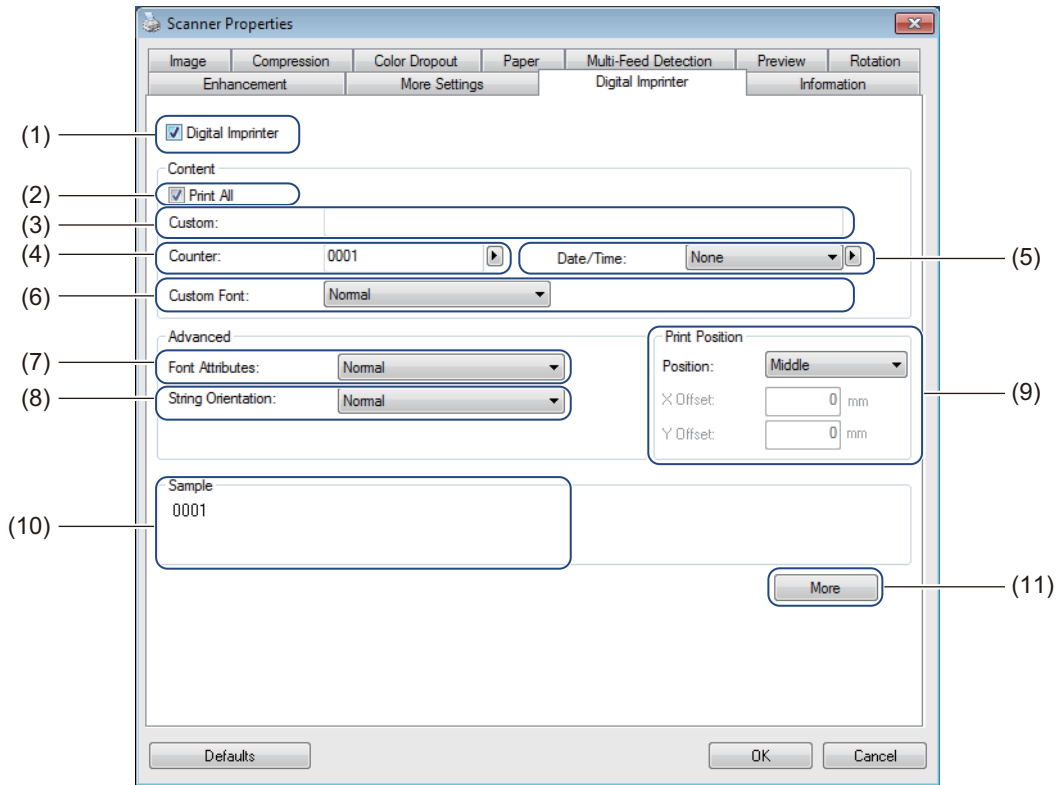 Scanner Properties
Image Compression Color Dropout Paper Multi-Feed Detection Preview Rotation
Enhancement More Settings Digital Imprinter Information
(1) Digital Imprinter
Content
(2) Print All
(3) Custom:
(4) Counter: 0001 Date/Time: None (5)
(6) Custom Font: Normal
Advanced Print Position
(7) Font Attributes: Normal Position: Middle
(8) String Orientation: Normal X Offset: 0 mm (9)
Y Offset: 0 mm
Sample
(10) 0001
More (11)
Defaults OK Cancel